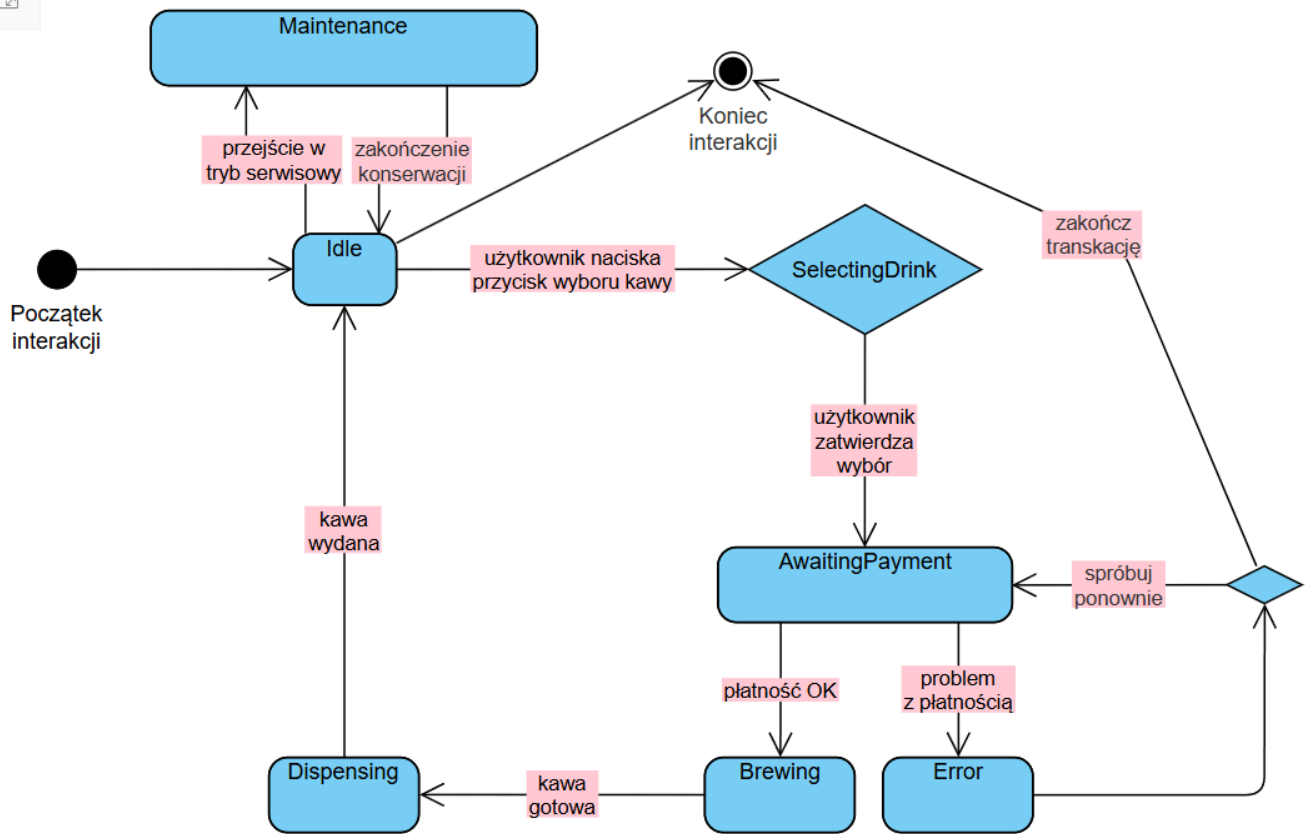 Maintenance
Koniec
interakcji
przejście w
tryb serwisowy
zakończenie
konserwacji
Idle
użytkownik naciska
przycisk wyboru kawy
SelectingDrink
zakończ
transkację
Początek
interakcji
użytkownik
zatwierdza
wybór
kawa
wydana
AwaitingPayment
spróbuj
ponownie
płatność OK
problem
z płatnością
Dispensing
kawa
gotowa
Brewing
Error